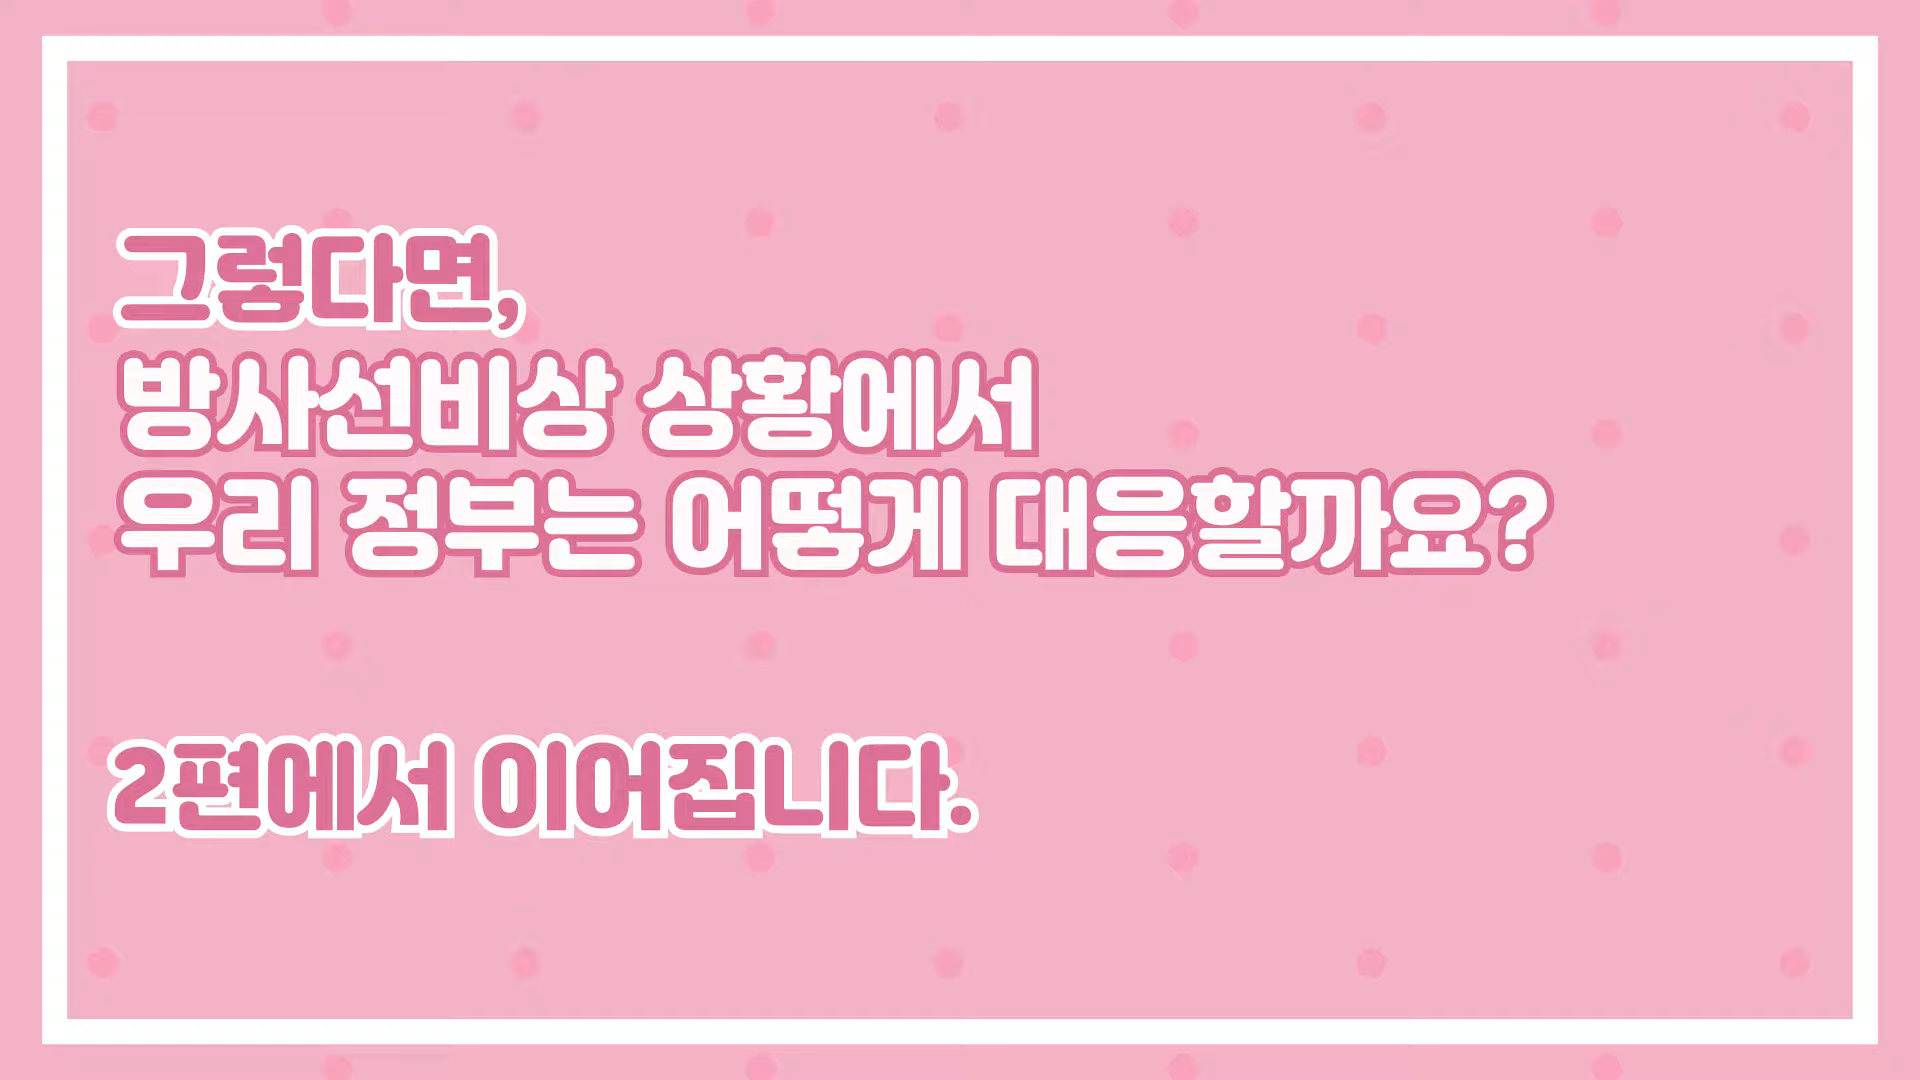 그렇다면,
방사선비상 상황에서
우리 정부는 어떻게 대응할까요?
2편에서 이어집니다.